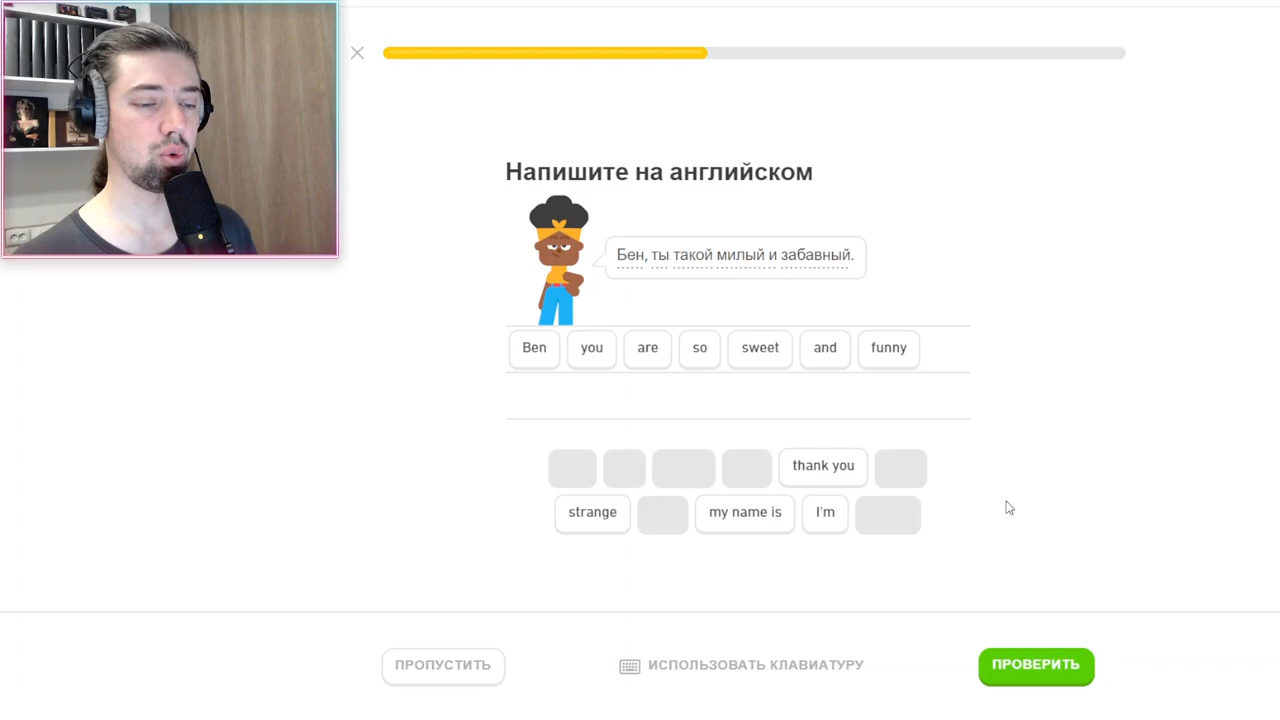 Напишите на английском
Бен, ты такой милый и забавный.
Ben you are so sweet and funny
thank you
strange my name is I'm
ПРОПУСТИТЬ ИСПОЛЬЗОВАТЬ КЛАВИАТУРУ ПРОВЕРИТЬ